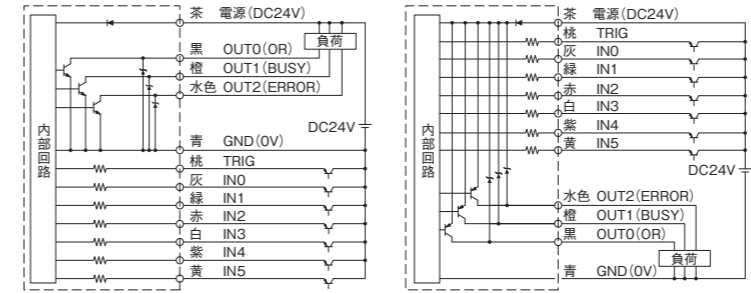 茶 電源(DC24V)
負荷
黒 OUT0(OR)
橙 OUT1(BUSY)
水色 OUT2(ERROR)
DC24V
内部回路
青 GND(0V)
桃 TRIG
灰 IN0
緑 IN1
赤 IN2
白 IN3
紫 IN4
黄 IN5
茶 電源(DC24V)
桃 TRIG
灰 IN0
緑 IN1
赤 IN2
白 IN3
紫 IN4
黄 IN5
内部回路
DC24V
水色 OUT2(ERROR)
橙 OUT1(BUSY)
黒 OUT0(OR)
負荷
青 GND(0V)